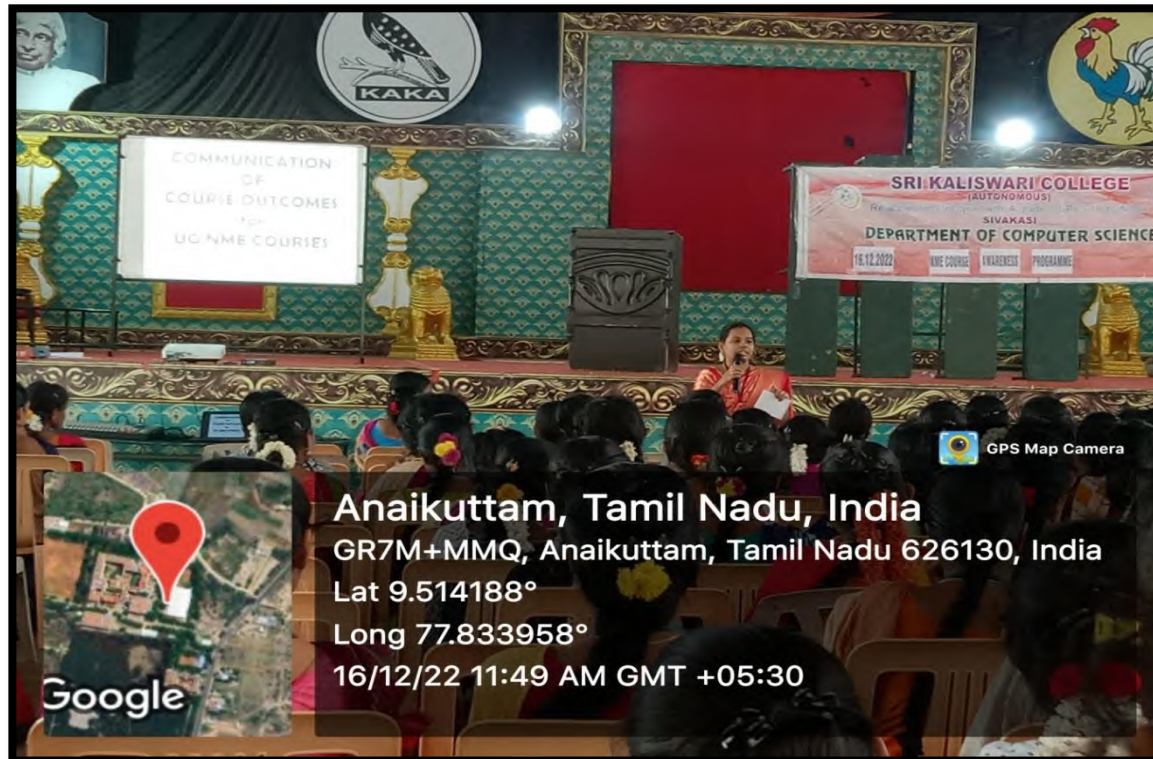 KAKA
COMMUNICATION
OF
COURSE OUTCOMES
for
UG NME COURSES
SRI KALISWARI COLLEGE
(AUTONOMOUS)
SIVAKASI
DEPARTMENT OF COMPUTER SCIENCE
16.12.2022 NME COURSE AWARENESS PROGRAMME
GPS Map Camera
Anaikuttam, Tamil Nadu, India
GR7M+MMQ, Anaikuttam, Tamil Nadu 626130, India
Lat 9.514188°
Long 77.833958°
16/12/22 11:49 AM GMT +05:30
Google